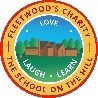 FLEETWOOD'S CHARITY
LOVE
LAUGH · LEARN
THE SCHOOL ON THE HILL